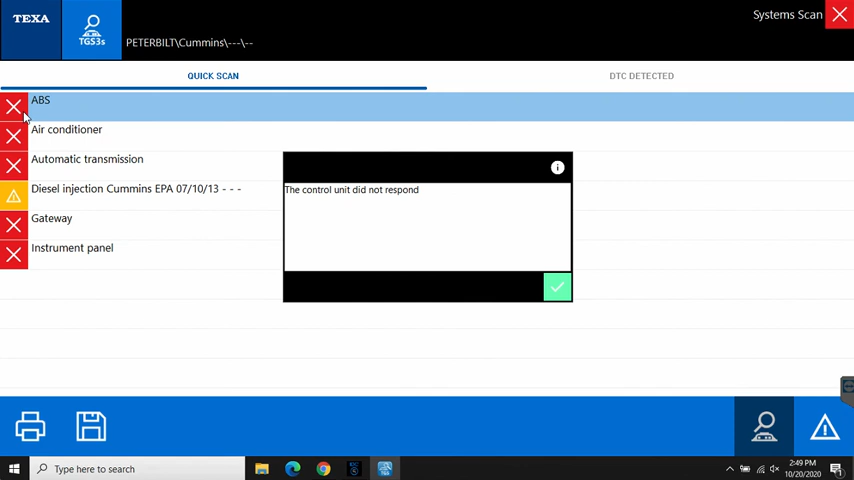 TEXA
TGS3s
PETERBILT\Cummins\---\--
Systems Scan
QUICK SCAN
DTC DETECTED
ABS
Air conditioner
Automatic transmission
Diesel injection Cummins EPA 07/10/13 - - -
Gateway
Instrument panel
The control unit did not respond
Type here to search
2:49 PM
10/20/2020